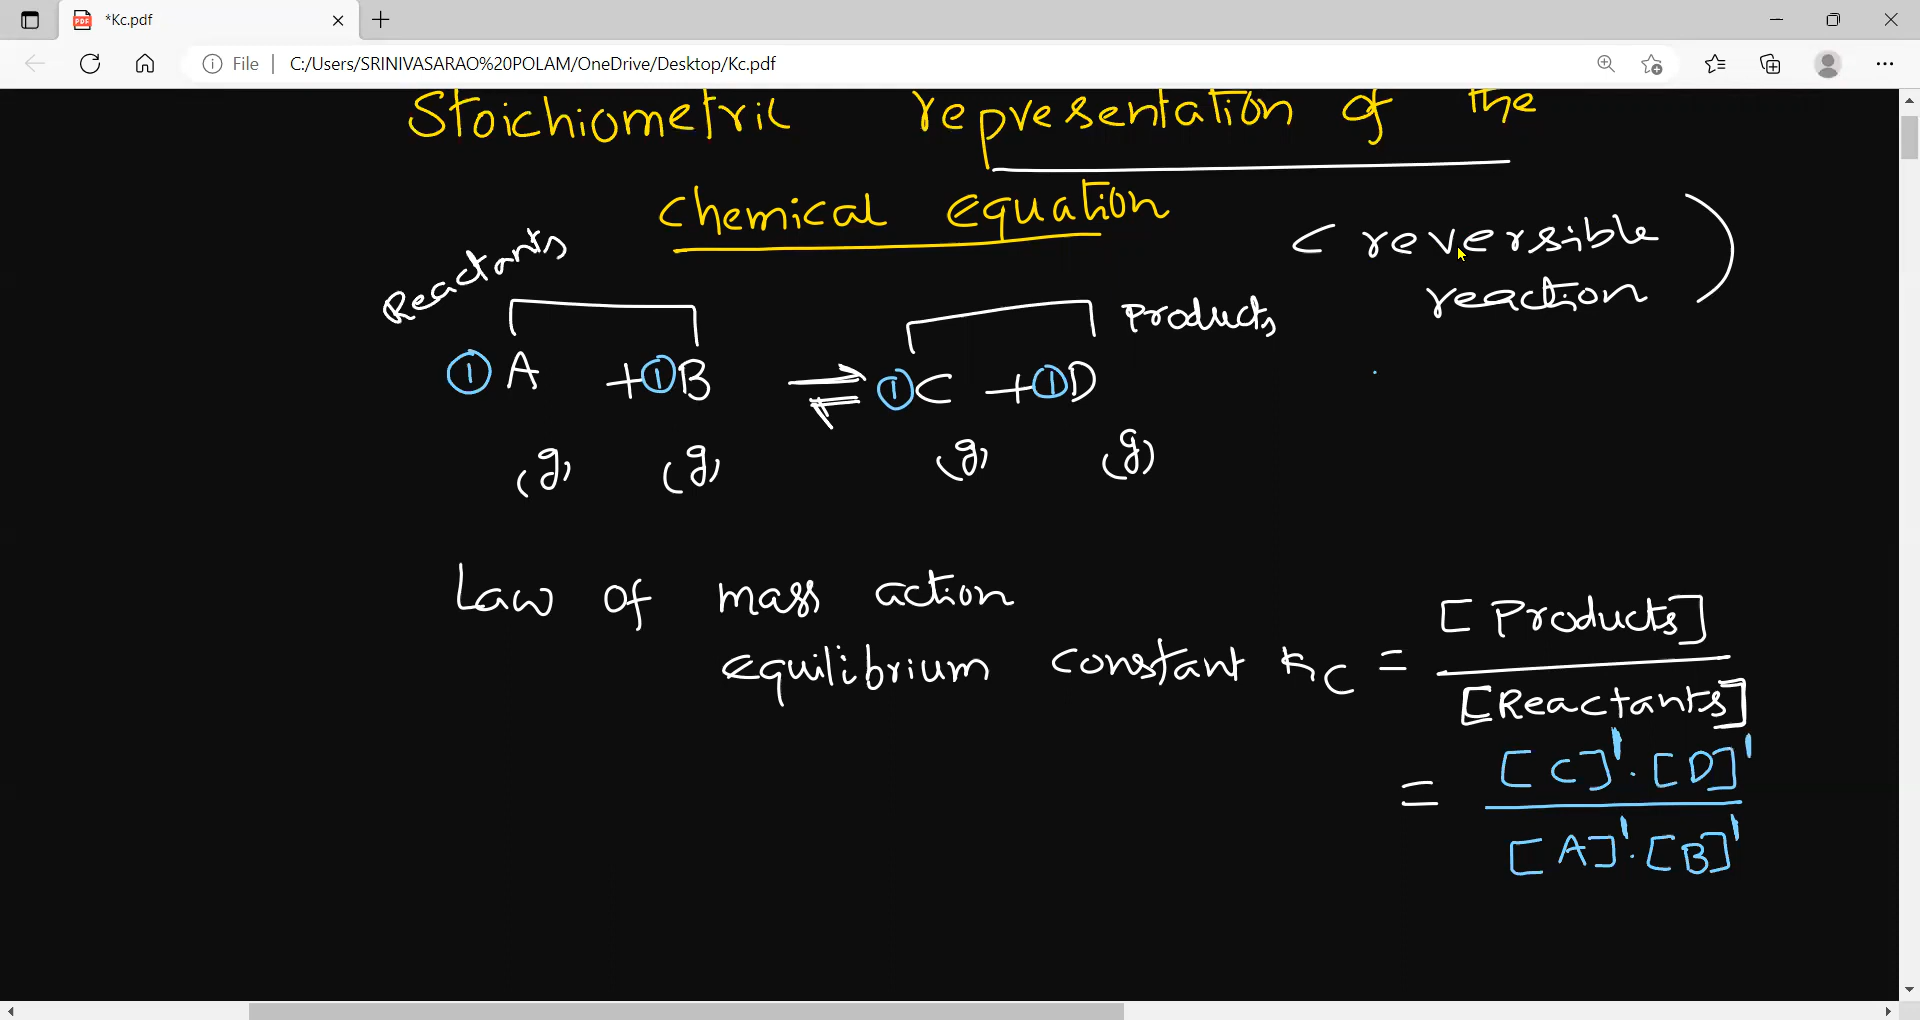 *Kc.pdf
File | C:/Users/SRINIVASARAO%20POLAM/OneDrive/Desktop/Kc.pdf
Stoichiometric representation of the
chemical equation
(reversible
reaction)
Reactants
Products
①A + ①B ⇌ ①C + ①D
(g) (g) (g) (g)
Law of mass action
equilibrium constant KC = [Products] / [Reactants]
= [C]¹·[D]¹ / [A]¹·[B]¹